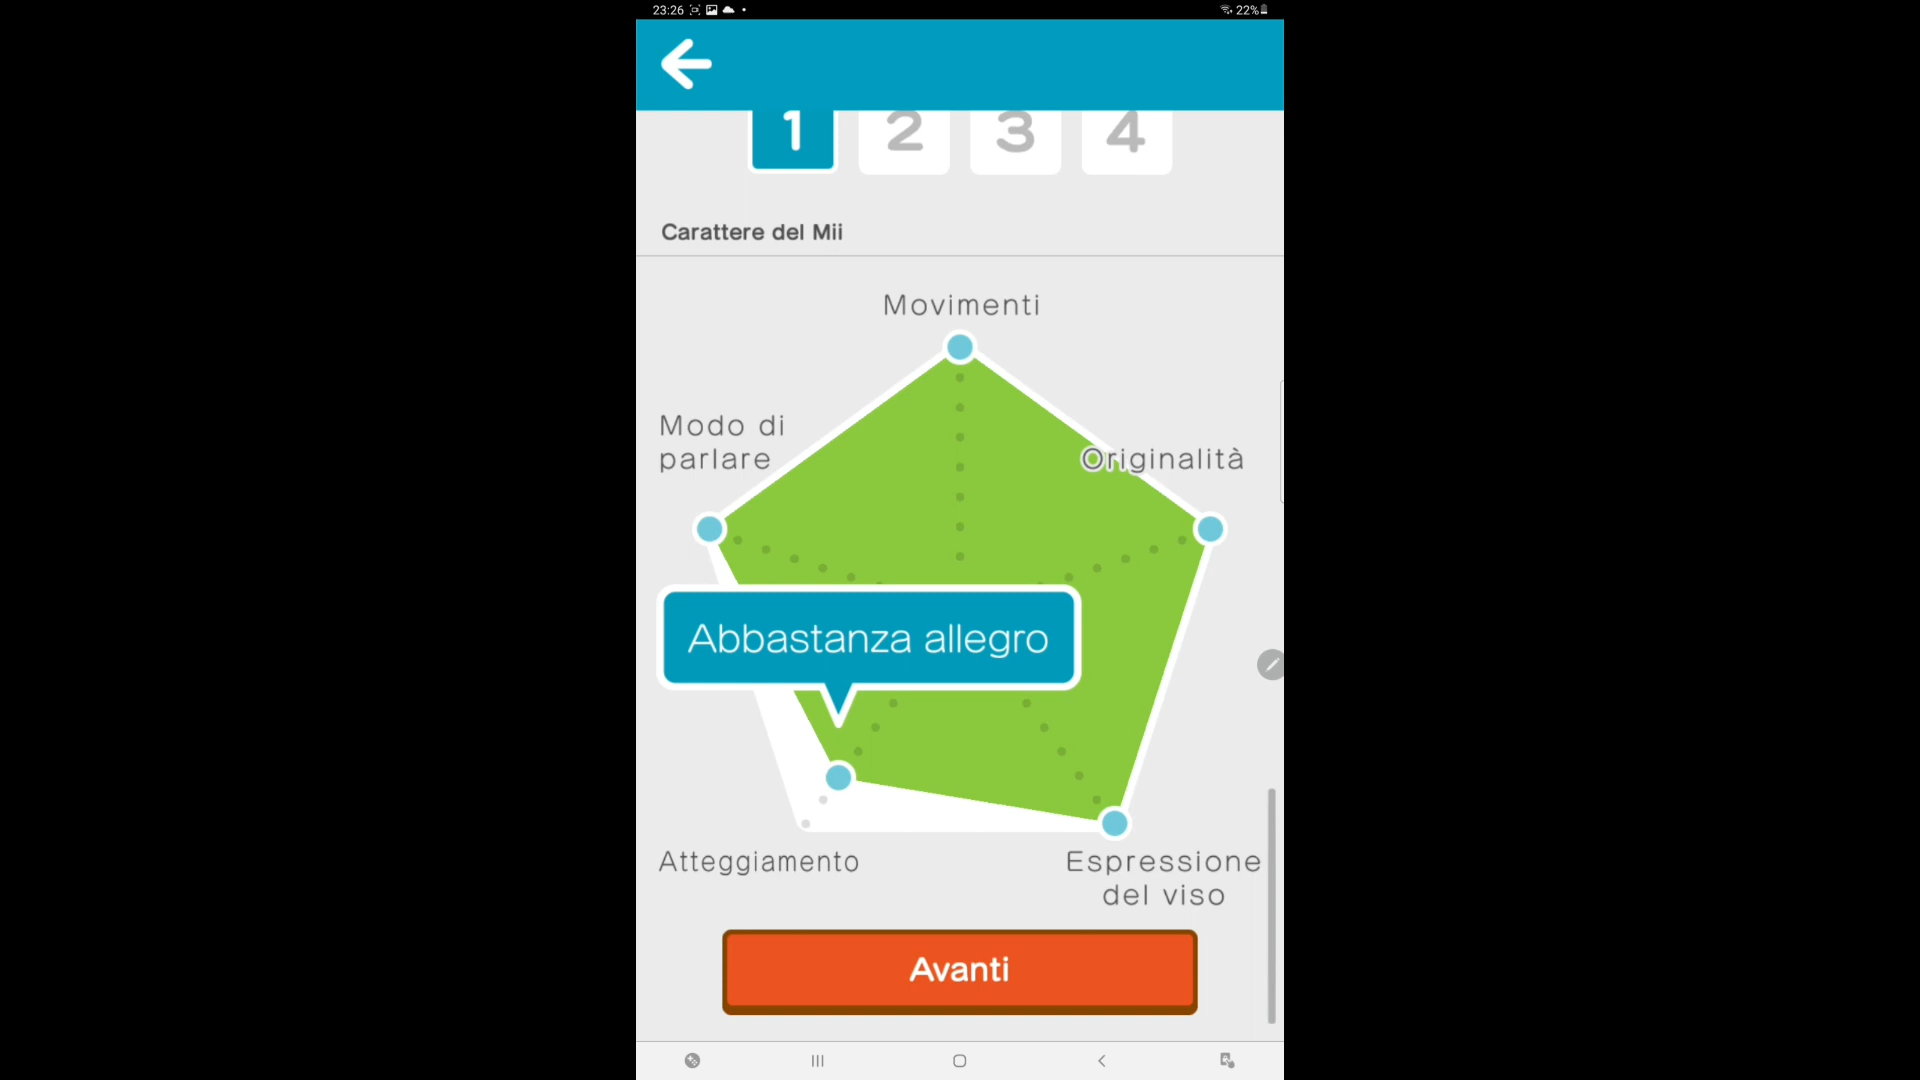 23:26
22%
1 2 3 4
Carattere del Mii
Movimenti
Modo di
parlare
Originalità
Abbastanza allegro
Atteggiamento
Espressione
del viso
Avanti